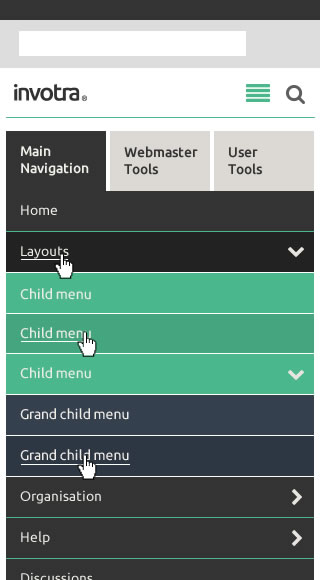 invotra®
Main
Navigation
Webmaster
Tools
User
Tools
Home
Layouts
Child menu
Child menu
Child menu
Grand child menu
Grand child menu
Organisation
Help
Discussions